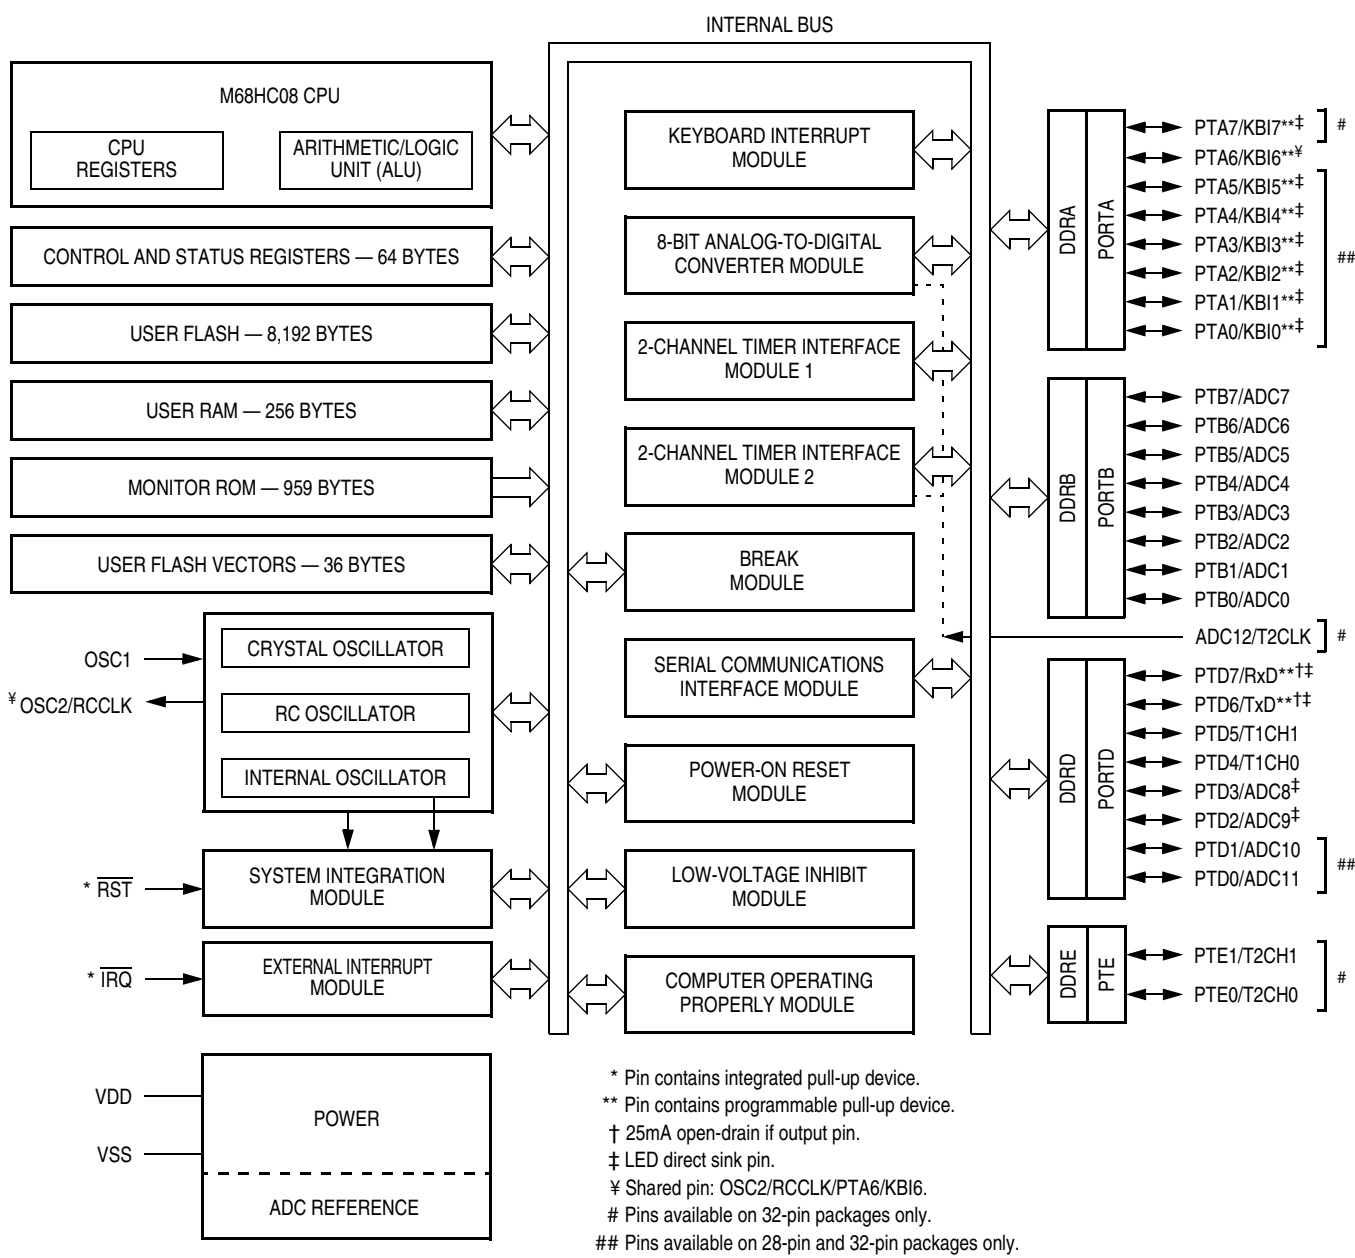 INTERNAL BUS
M68HC08 CPU
CPU
REGISTERS
ARITHMETIC/LOGIC
UNIT (ALU)
CONTROL AND STATUS REGISTERS — 64 BYTES
USER FLASH — 8,192 BYTES
USER RAM — 256 BYTES
MONITOR ROM — 959 BYTES
USER FLASH VECTORS — 36 BYTES
OSC1
¥ OSC2/RCCLK
CRYSTAL OSCILLATOR
RC OSCILLATOR
INTERNAL OSCILLATOR
* RST
SYSTEM INTEGRATION
MODULE
* IRQ
EXTERNAL INTERRUPT
MODULE
VDD
VSS
POWER
ADC REFERENCE
KEYBOARD INTERRUPT
MODULE
8-BIT ANALOG-TO-DIGITAL
CONVERTER MODULE
2-CHANNEL TIMER INTERFACE
MODULE 1
2-CHANNEL TIMER INTERFACE
MODULE 2
BREAK
MODULE
SERIAL COMMUNICATIONS
INTERFACE MODULE
POWER-ON RESET
MODULE
LOW-VOLTAGE INHIBIT
MODULE
COMPUTER OPERATING
PROPERLY MODULE
DDRA
PORTA
PTA7/KBI7**‡
#
PTA6/KBI6**¥
PTA5/KBI5**‡
PTA4/KBI4**‡
PTA3/KBI3**‡
##
PTA2/KBI2**‡
PTA1/KBI1**‡
PTA0/KBI0**‡
DDRB
PORTB
PTB7/ADC7
PTB6/ADC6
PTB5/ADC5
PTB4/ADC4
PTB3/ADC3
PTB2/ADC2
PTB1/ADC1
PTB0/ADC0
ADC12/T2CLK
#
DDRD
PORTD
PTD7/RxD**†‡
PTD6/TxD**†‡
PTD5/T1CH1
PTD4/T1CH0
PTD3/ADC8‡
PTD2/ADC9‡
PTD1/ADC10
##
PTD0/ADC11
DDRE
PTE
PTE1/T2CH1
#
PTE0/T2CH0
* Pin contains integrated pull-up device.
** Pin contains programmable pull-up device.
† 25mA open-drain if output pin.
‡ LED direct sink pin.
¥ Shared pin: OSC2/RCCLK/PTA6/KBI6.
# Pins available on 32-pin packages only.
## Pins available on 28-pin and 32-pin packages only.